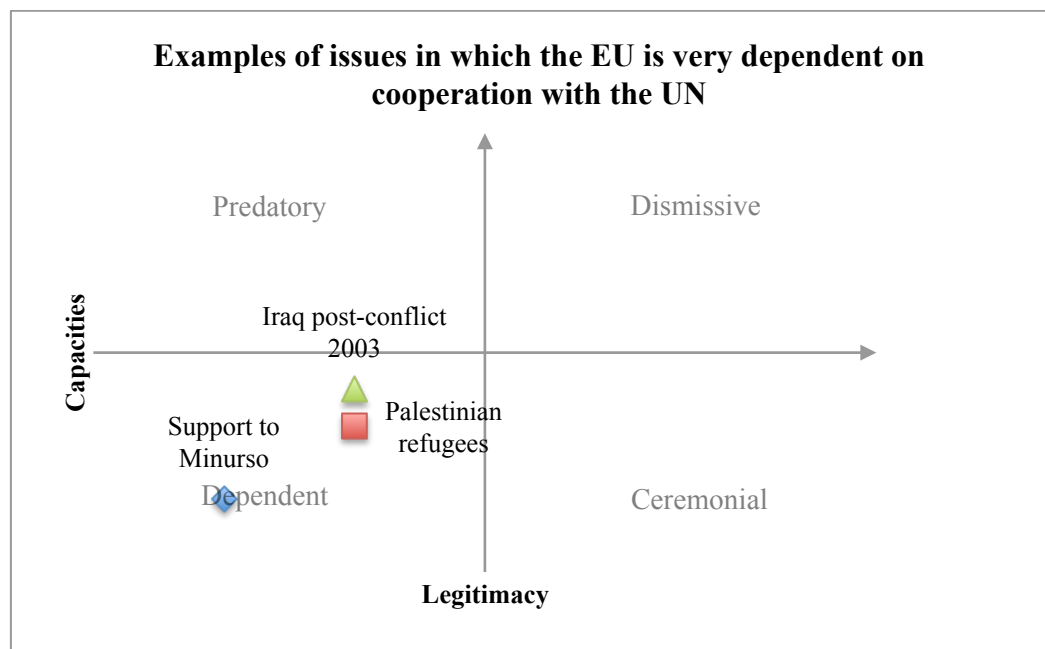 Examples of issues in which the EU is very dependent on
cooperation with the UN
Predatory
Dismissive
Iraq post-conflict
2003
Capacities
Palestinian
refugees
Support to
Minurso
Dependent
Ceremonial
Legitimacy